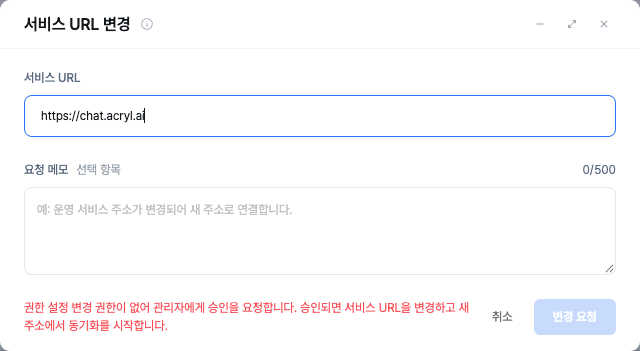 서비스 URL 변경
서비스 URL
https://chat.acryl.ai
요청 메모 선택 항목 0/500
예: 운영 서비스 주소가 변경되어 새 주소로 연결합니다.
권한 설정 변경 권한이 없어 관리자에게 승인을 요청합니다. 승인되면 서비스 URL을 변경하고 새
주소에서 동기화를 시작합니다.
취소 변경 요청